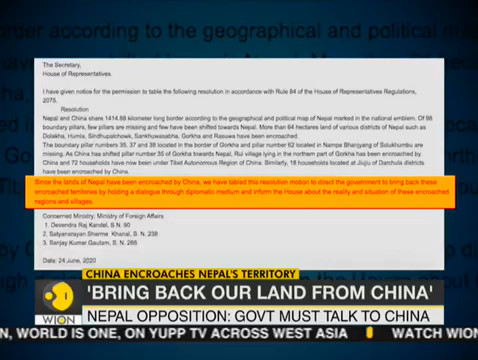 order according to the geographical and political ma
The Secretary,
House of Representatives.
I have given notice for the permission to table the following resolution in accordance with Rule 84 of the House of Representatives Regulations,
2075.
Resolution
Nepal and China share 1414.88 kilometer long border according to the geographical and political map of Nepal marked in the national emblem. Of 98
boundary pillars, few pillars are missing and few have been shifted towards Nepal. More than 64 hectares land of various districts of Nepal such as
Dolakha, Humla, Sindhupalchowk, Sankhuwasabha, Gorkha and Rasuwa have been encroached.
The boundary pillar numbers 35, 37 and 38 located in the border of Gorkha and pillar number 62 located in Nampa Bhanjyang of Solukhumbu are
missing. As China has shifted pillar number 35 of Gorkha towards Nepal, Rui village lying in the northern part of Gorkha has been encroached by
China and 72 households have now been under Tibet Autonomous Region of China. Similarly, 18 households located at Jiujiu of Darchula districts
have been encroached by China.
Since the lands of Nepal have been encroached by China, we have tabled this resolution motion to direct the government to bring back these
encroached territories by holding a dialogue through diplomatic medium and inform the House about the reality and situation of these encroached
regions and villages.
Concerned Ministry: Ministry of Foreign Affairs
1. Devendra Raj Kandel, S N. 90
2. Satyanarayan Sharma Khanal, S N. 238
3. Sanjay Kumar Gautam, S N. 266
Date: 24 June, 2020
CHINA ENCROACHES NEPAL'S TERRITORY
'BRING BACK OUR LAND FROM CHINA'
WION
NEPAL OPPOSITION: GOVT MUST TALK TO CHINA
N, WORLD IS ONE, ON YUPP TV ACROSS WEST ASIA WATCH WION